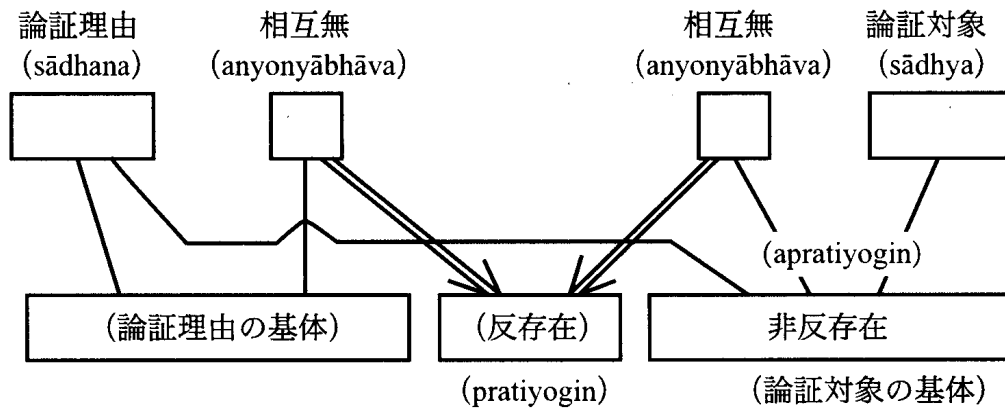 論証理由 相互無 相互無 論証対象
(sādhana) (anyonyābhāva) (anyonyābhāva) (sādhya)
(apratiyogin)
(論証理由の基体) (反存在) 非反存在
(pratiyogin) (論証対象の基体)